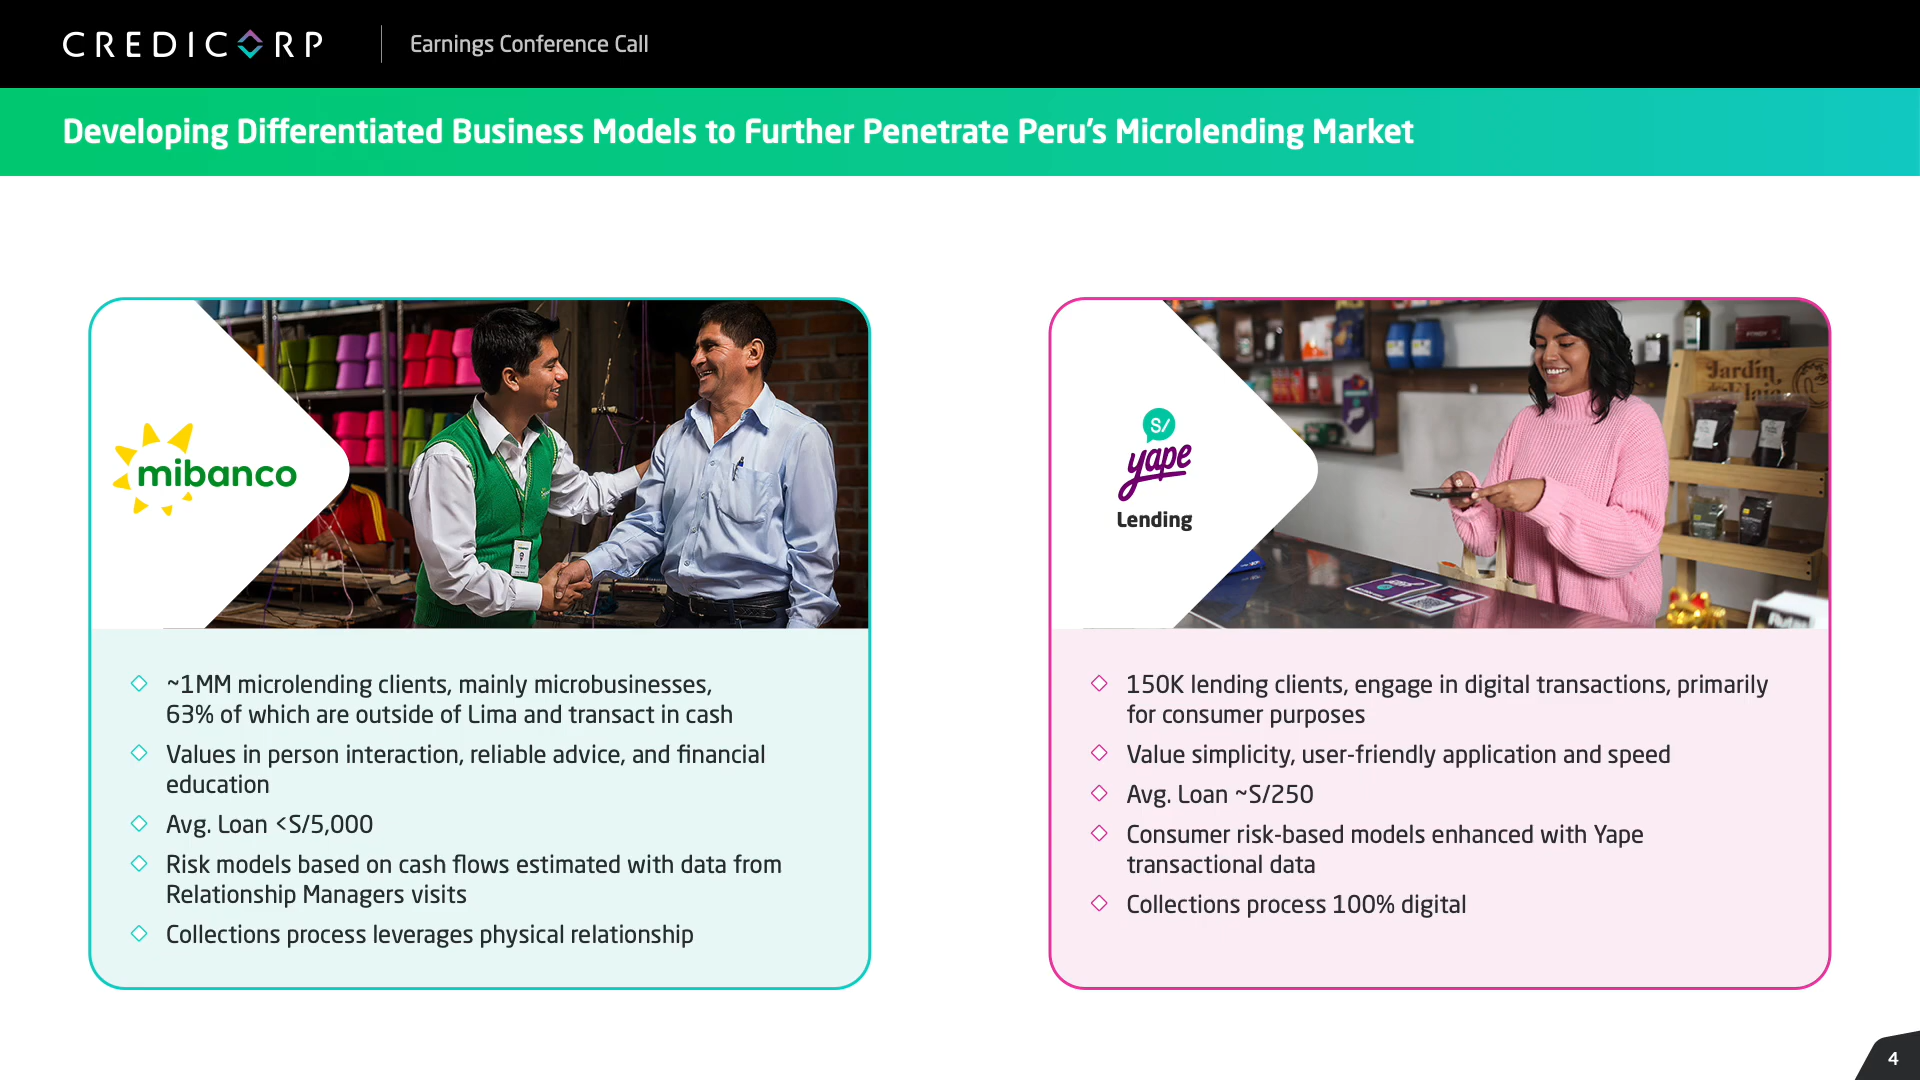 CREDICORP
Earnings Conference Call
Developing Differentiated Business Models to Further Penetrate Peru’s Microlending Market
mibanco
~1MM microlending clients, mainly microbusinesses,
63% of which are outside of Lima and transact in cash
Values in person interaction, reliable advice, and financial
education
Avg. Loan <S/5,000
Risk models based on cash flows estimated with data from
Relationship Managers visits
Collections process leverages physical relationship
S/
yape
Lending
Jardín
yape
150K lending clients, engage in digital transactions, primarily
for consumer purposes
Value simplicity, user-friendly application and speed
Avg. Loan ~S/250
Consumer risk-based models enhanced with Yape
transactional data
Collections process 100% digital
4